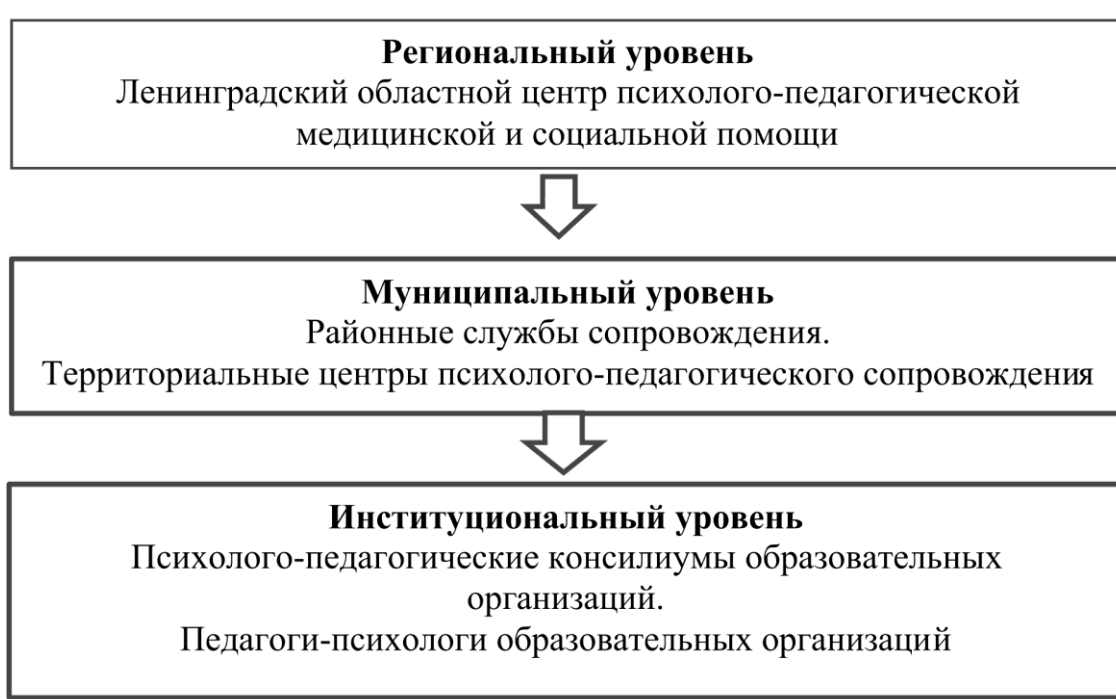 Региональный уровень
Ленинградский областной центр психолого-педагогической
медицинской и социальной помощи
Муниципальный уровень
Районные службы сопровождения.
Территориальные центры психолого-педагогического сопровождения
Институциональный уровень
Психолого-педагогические консилиумы образовательных
организаций.
Педагоги-психологи образовательных организаций